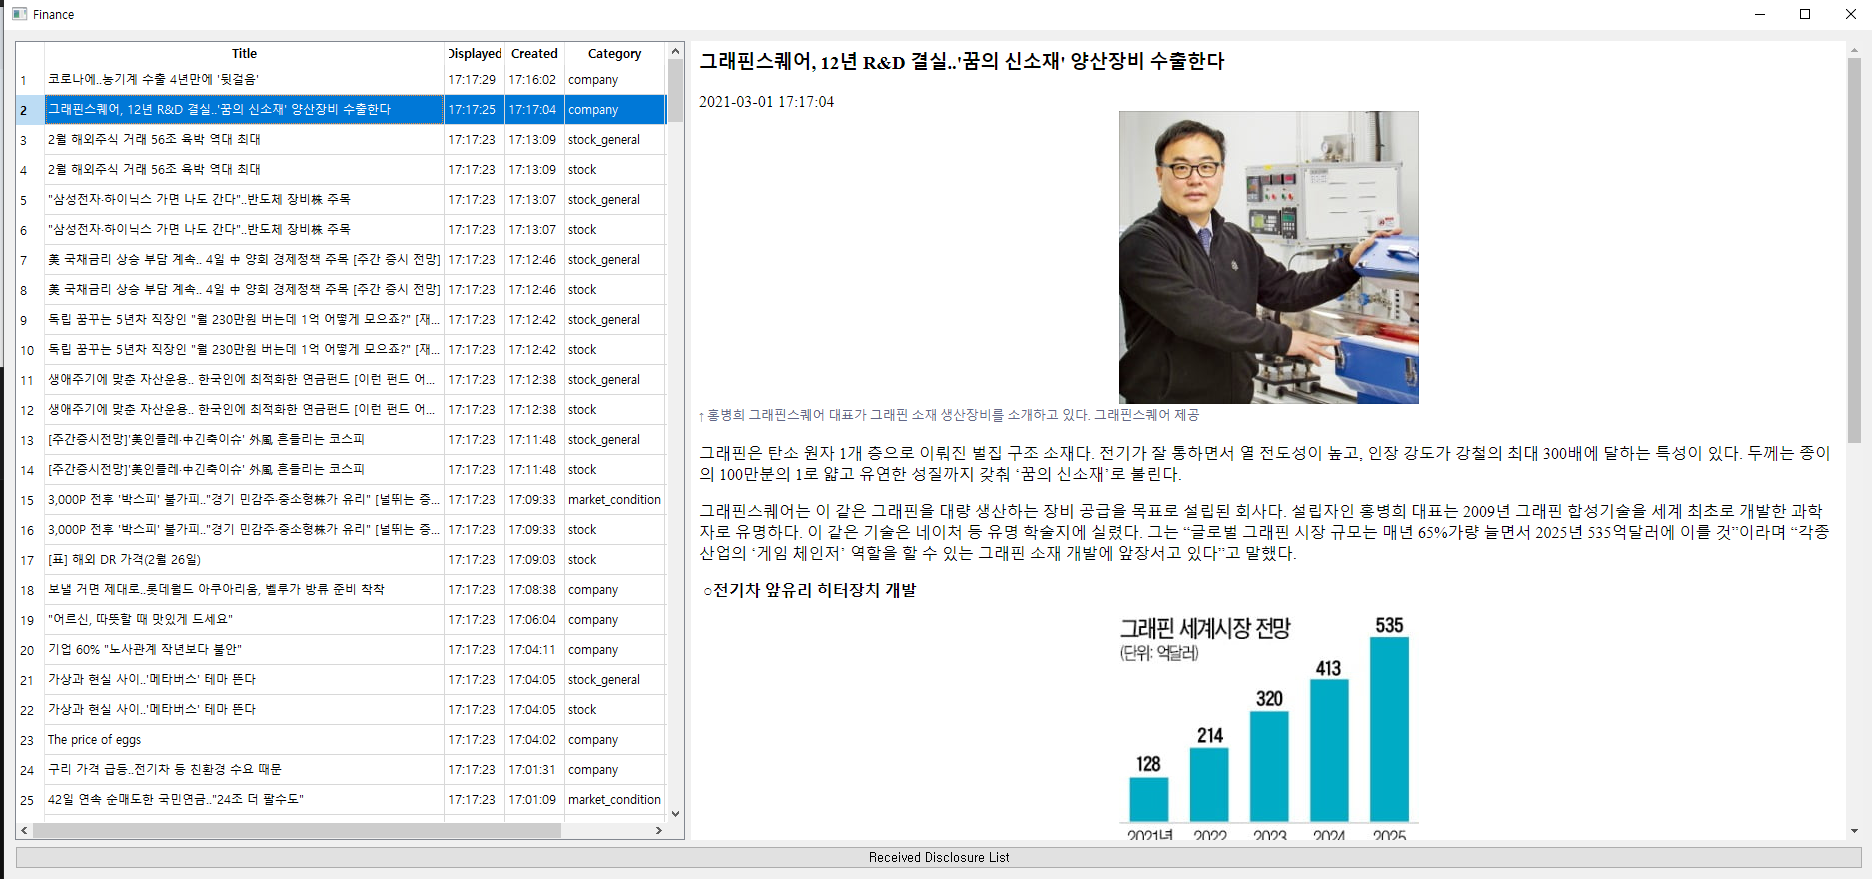 Finance
Title Displayed Created Category
1 코로나에..농기계 수출 4년만에 '뒷걸음' 17:17:29 17:16:02 company
2 그래핀스퀘어, 12년 R&D 결실..'꿈의 신소재' 양산장비 수출한다 17:17:25 17:17:04 company
3 2월 해외주식 거래 56조 육박 역대 최대 17:17:23 17:13:09 stock_general
4 2월 해외주식 거래 56조 육박 역대 최대 17:17:23 17:13:09 stock
5 "삼성전자·하이닉스 가면 나도 간다"..반도체 장비株 주목 17:17:23 17:13:07 stock_general
6 "삼성전자·하이닉스 가면 나도 간다"..반도체 장비株 주목 17:17:23 17:13:07 stock
7 美 국채금리 상승 부담 계속.. 4일 中 양회 경제정책 주목 [주간 증시 전망] 17:17:23 17:12:46 stock_general
8 美 국채금리 상승 부담 계속.. 4일 中 양회 경제정책 주목 [주간 증시 전망] 17:17:23 17:12:46 stock
9 독립 꿈꾸는 5년차 직장인 "월 230만원 버는데 1억 어떻게 모으죠?" [재... 17:17:23 17:12:42 stock_general
10 독립 꿈꾸는 5년차 직장인 "월 230만원 버는데 1억 어떻게 모으죠?" [재... 17:17:23 17:12:42 stock
11 생애주기에 맞춘 자산운용.. 한국인에 최적화한 연금펀드 [이런 펀드 어... 17:17:23 17:12:38 stock_general
12 생애주기에 맞춘 자산운용.. 한국인에 최적화한 연금펀드 [이런 펀드 어... 17:17:23 17:12:38 stock
13 [주간증시전망]'美인플레·中긴축이슈' 外風 흔들리는 코스피 17:17:23 17:11:48 stock_general
14 [주간증시전망]'美인플레·中긴축이슈' 外風 흔들리는 코스피 17:17:23 17:11:48 stock
15 3,000P 전후 '박스피' 불가피.."경기 민감주·중소형株가 유리" [널뛰는 증... 17:17:23 17:09:33 market_condition
16 3,000P 전후 '박스피' 불가피.."경기 민감주·중소형株가 유리" [널뛰는 증... 17:17:23 17:09:33 stock
17 [표] 해외 DR 가격(2월 26일) 17:17:23 17:09:03 stock
18 보낼 거면 제대로..롯데월드 아쿠아리움, 벨루가 방류 준비 착착 17:17:23 17:08:38 company
19 "어르신, 따뜻할 때 맛있게 드세요" 17:17:23 17:06:04 company
20 기업 60% "노사관계 작년보다 불안" 17:17:23 17:04:11 company
21 가상과 현실 사이..'메타버스' 테마 뜬다 17:17:23 17:04:05 stock_general
22 가상과 현실 사이..'메타버스' 테마 뜬다 17:17:23 17:04:05 stock
23 The price of eggs 17:17:23 17:04:02 company
24 구리 가격 급등..전기차 등 친환경 수요 때문 17:17:23 17:01:31 company
25 42일 연속 순매도한 국민연금.."24조 더 팔수도" 17:17:23 17:01:09 market_condition
그래핀스퀘어, 12년 R&D 결실..'꿈의 신소재' 양산장비 수출한다
2021-03-01 17:17:04
↑ 홍병희 그래핀스퀘어 대표가 그래핀 소재 생산장비를 소개하고 있다. 그래핀스퀘어 제공
그래핀은 탄소 원자 1개 층으로 이뤄진 벌집 구조 소재다. 전기가 잘 통하면서 열 전도성이 높고, 인장 강도가 강철의 최대 300배에 달하는 특성이 있다. 두께는 종이
의 100만분의 1로 얇고 유연한 성질까지 갖춰 ‘꿈의 신소재’로 불린다.
그래핀스퀘어는 이 같은 그래핀을 대량 생산하는 장비 공급을 목표로 설립된 회사다. 설립자인 홍병희 대표는 2009년 그래핀 합성기술을 세계 최초로 개발한 과학
자로 유명하다. 이 같은 기술은 네이처 등 유명 학술지에 실렸다. 그는 “글로벌 그래핀 시장 규모는 매년 65%가량 늘면서 2025년 535억달러에 이를 것”이라며 “각종
산업의 ‘게임 체인저’ 역할을 할 수 있는 그래핀 소재 개발에 앞장서고 있다”고 말했다.
○전기차 앞유리 히터장치 개발
그래핀 세계시장 전망
(단위: 억달러)
128 214 320 413 535
2021년 2022 2023 2024 2025
Received Disclosure List